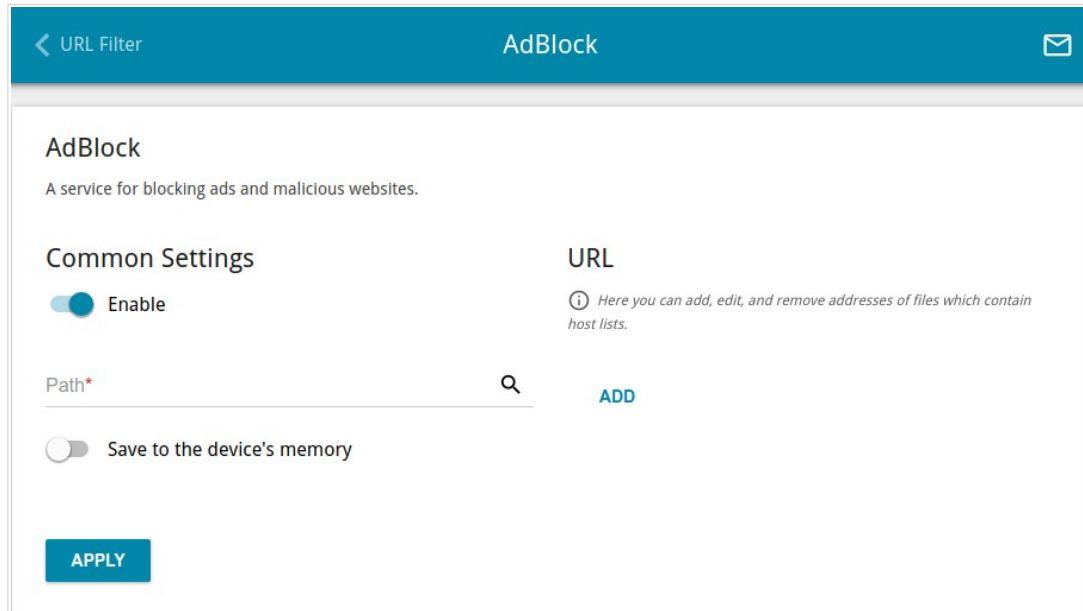 URL Filter
AdBlock
AdBlock
A service for blocking ads and malicious websites.
Common Settings
Enable
Path*
Save to the device's memory
APPLY
URL
Here you can add, edit, and remove addresses of files which contain
host lists.
ADD